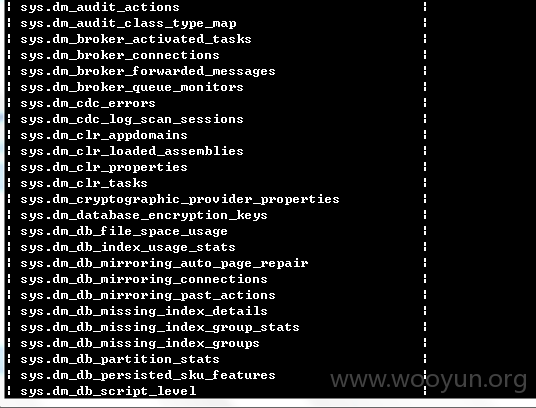 ¦ sys.dm_audit_actions ¦
¦ sys.dm_audit_class_type_map ¦
¦ sys.dm_broker_activated_tasks ¦
¦ sys.dm_broker_connections ¦
¦ sys.dm_broker_forwarded_messages ¦
¦ sys.dm_broker_queue_monitors ¦
¦ sys.dm_cdc_errors ¦
¦ sys.dm_cdc_log_scan_sessions ¦
¦ sys.dm_clr_appdomains ¦
¦ sys.dm_clr_loaded_assemblies ¦
¦ sys.dm_clr_properties ¦
¦ sys.dm_clr_tasks ¦
¦ sys.dm_cryptographic_provider_properties ¦
¦ sys.dm_database_encryption_keys ¦
¦ sys.dm_db_file_space_usage ¦
¦ sys.dm_db_index_usage_stats ¦
¦ sys.dm_db_mirroring_auto_page_repair ¦
¦ sys.dm_db_mirroring_connections ¦
¦ sys.dm_db_mirroring_past_actions ¦
¦ sys.dm_db_missing_index_details ¦
¦ sys.dm_db_missing_index_group_stats ¦
¦ sys.dm_db_missing_index_groups ¦
¦ sys.dm_db_partition_stats ¦
¦ sys.dm_db_persisted_sku_features ¦
¦ sys.dm_db_script_level ¦
www.wooyun.org